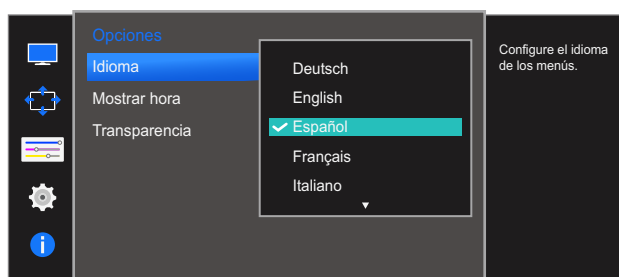 Opciones
Idioma
Mostrar hora
Transparencia
Deutsch
English
Español
Français
Italiano
Configure el idioma
de los menús.